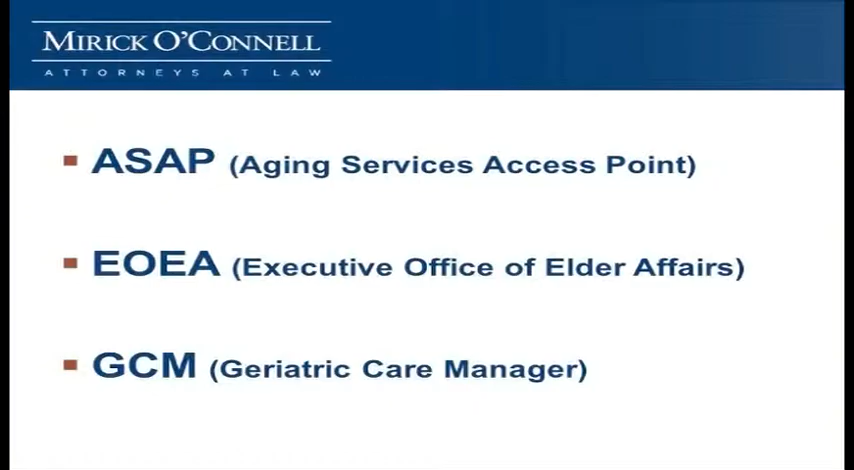 MIRICK O'CONNELL
ATTORNEYS AT LAW
ASAP (Aging Services Access Point)
EOEA (Executive Office of Elder Affairs)
GCM (Geriatric Care Manager)